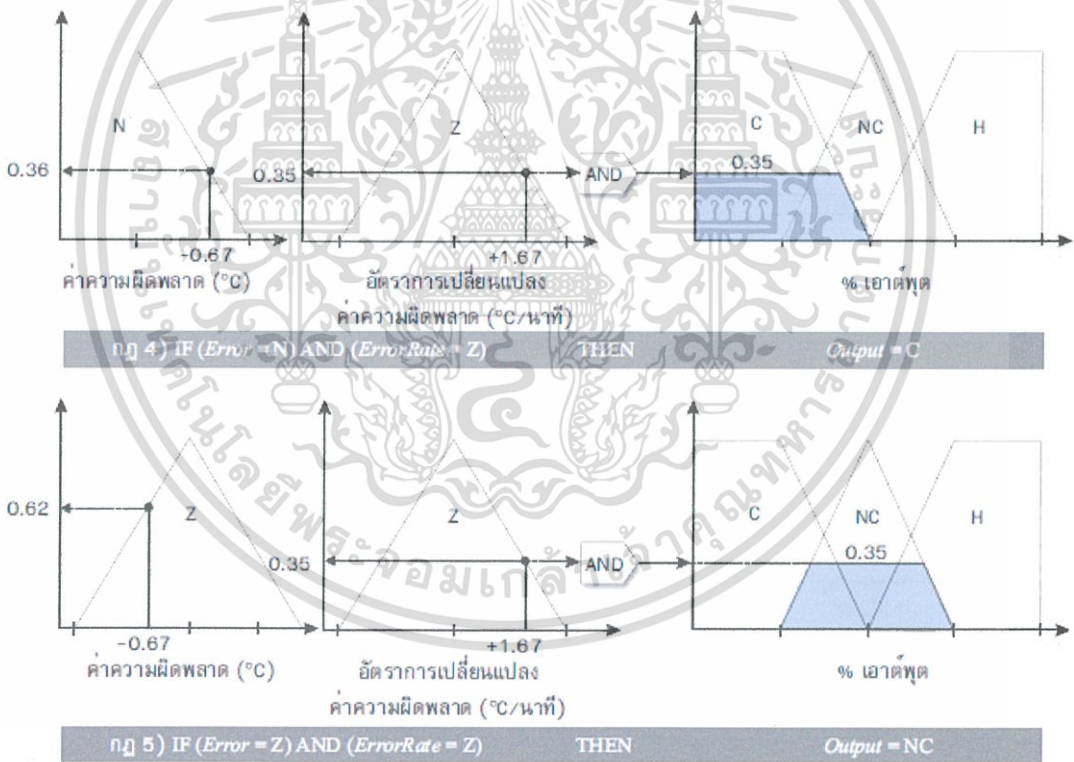 N
Z
C
NC
H
0.36
0.35
AND
0.35
-0.67
+1.67
ค่าความผิดพลาด (°C)
อัตราการเปลี่ยนแปลง
ค่าความผิดพลาด (°C/นาที)
% เอาต์พุต
กฎ 4) IF (Error = N) AND (ErrorRate = Z) THEN Output = C
0.62
Z
0.35
Z
AND
C
NC
H
0.35
-0.67
+1.67
ค่าความผิดพลาด (°C)
อัตราการเปลี่ยนแปลง
ค่าความผิดพลาด (°C/นาที)
% เอาต์พุต
กฎ 5) IF (Error = Z) AND (ErrorRate = Z) THEN Output = NC